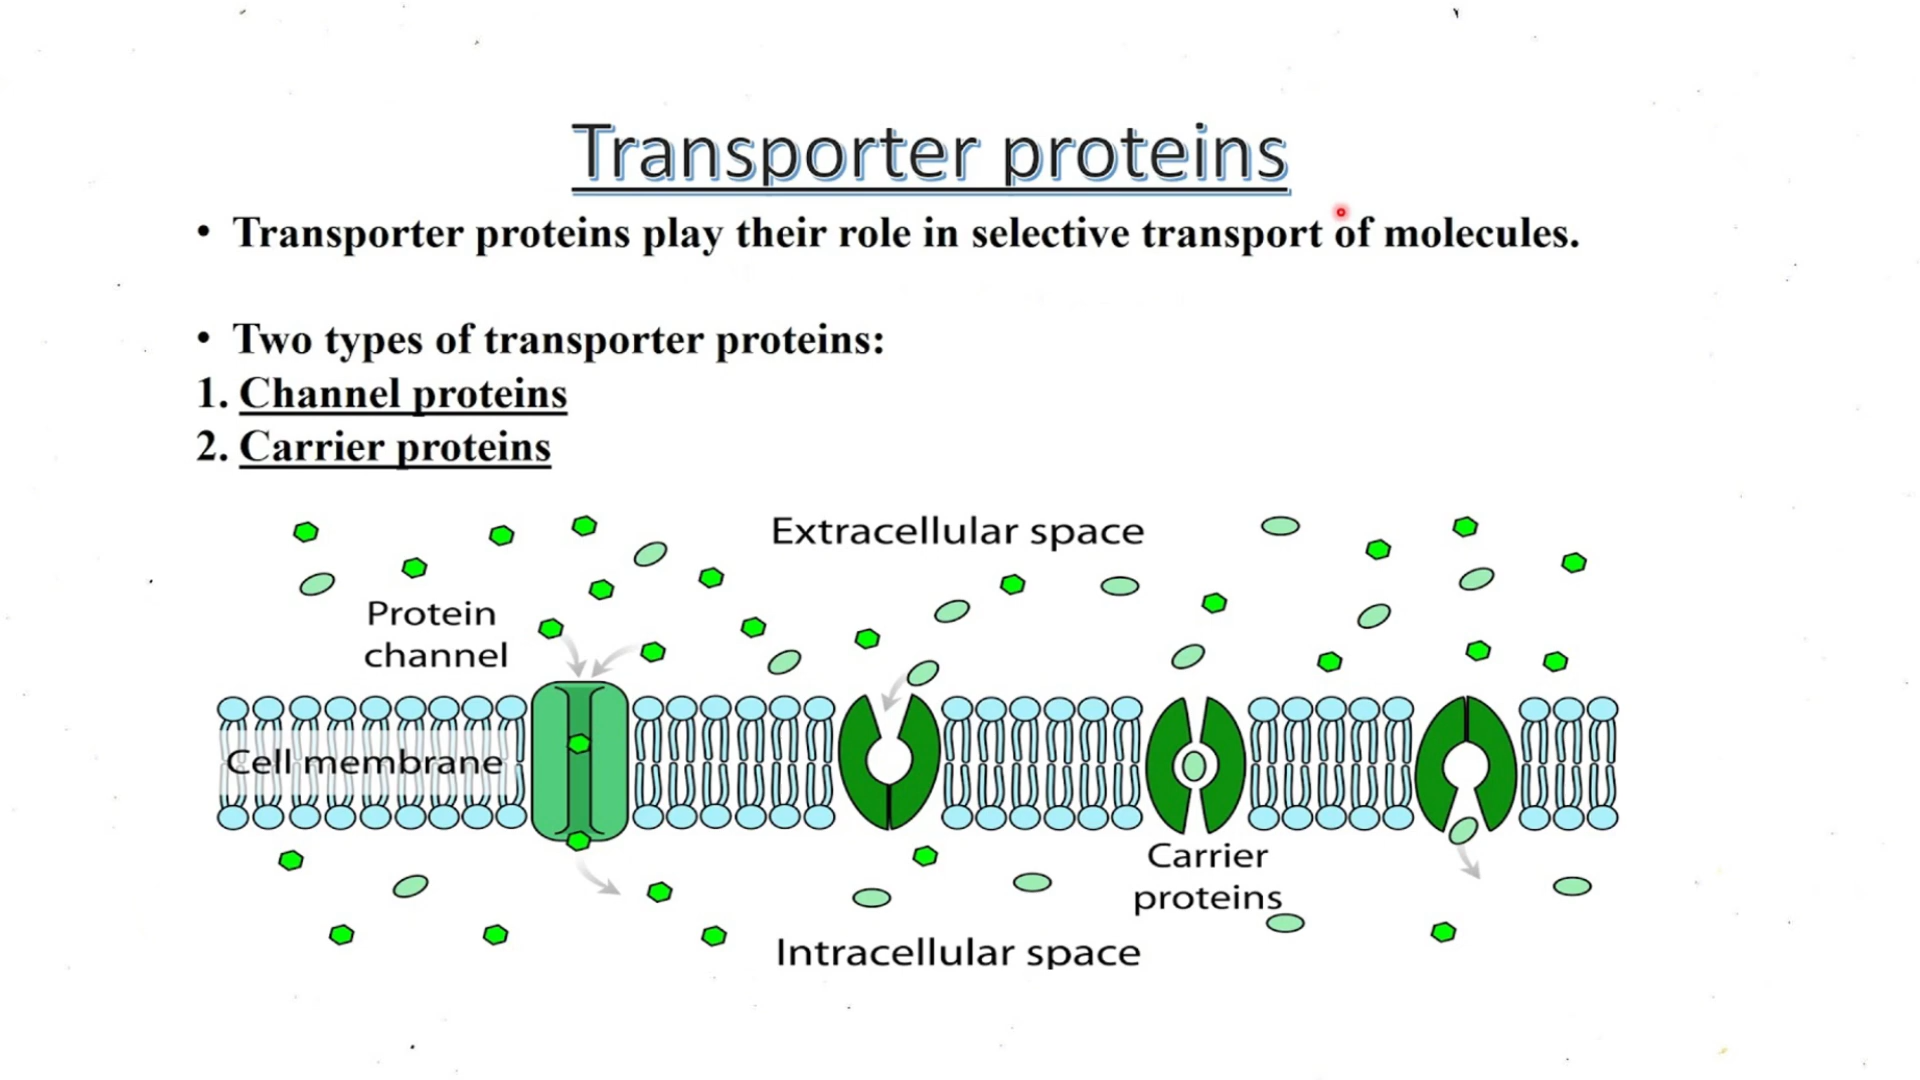 Transporter proteins
• Transporter proteins play their role in selective transport of molecules.
• Two types of transporter proteins:
1. Channel proteins
2. Carrier proteins
Extracellular space
Protein
channel
Cell membrane
Carrier
proteins
Intracellular space